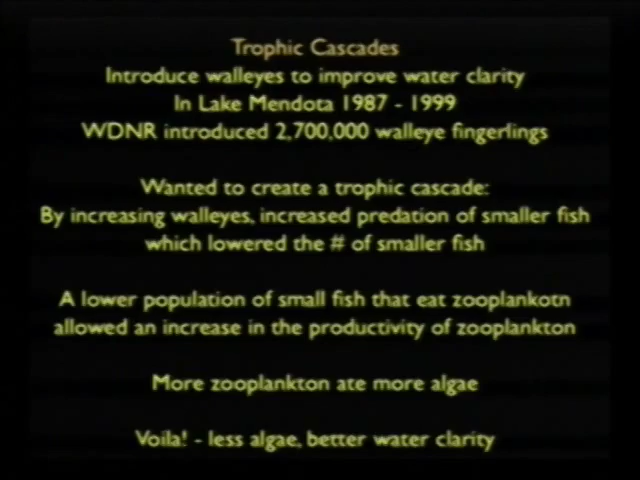 Trophic Cascades
Introduce walleyes to improve water clarity
In Lake Mendota 1987 - 1999
WDNR introduced 2,700,000 walleye fingerlings
Wanted to create a trophic cascade:
By increasing walleyes, increased predation of smaller fish
which lowered the # of smaller fish
A lower population of small fish that eat zooplankotn
allowed an increase in the productivity of zooplankton
More zooplankton ate more algae
Voila! - less algae, better water clarity